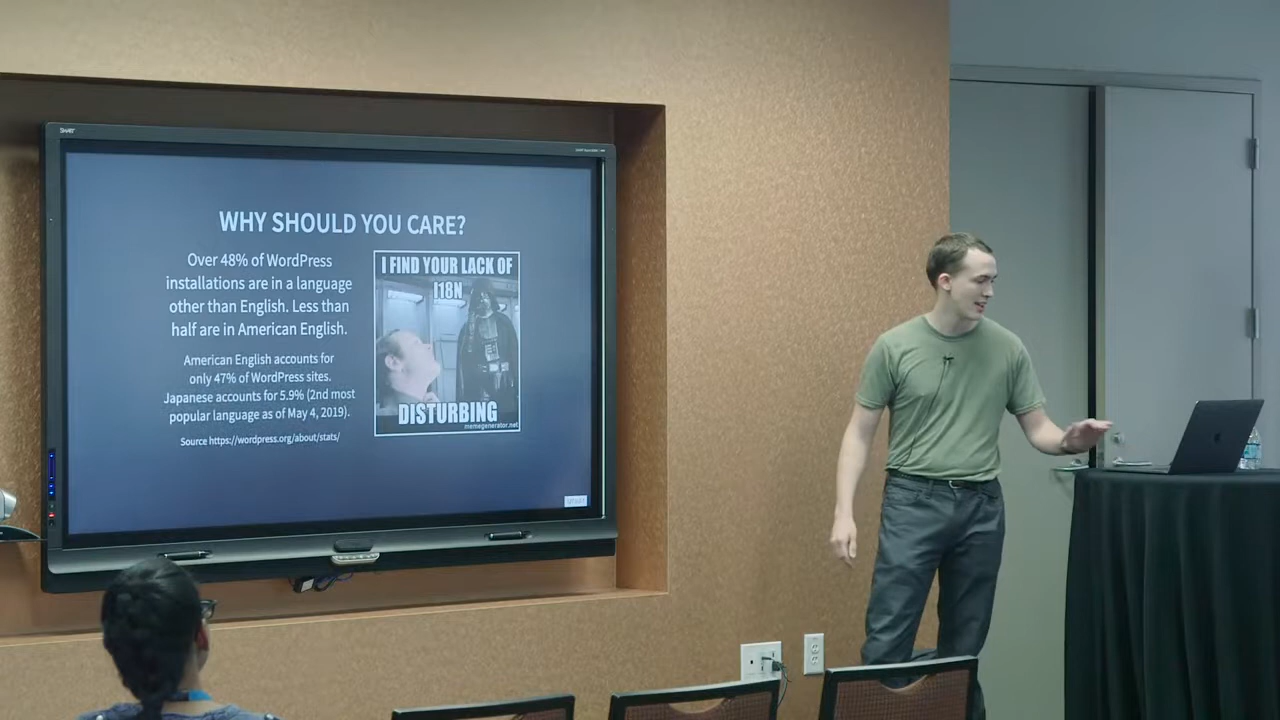 SMART
WHY SHOULD YOU CARE?
Over 48% of WordPress
installations are in a language
other than English. Less than
half are in American English.
American English accounts for
only 47% of WordPress sites.
Japanese accounts for 5.9% (2nd most
popular language as of May 4, 2019).
Source https://wordpress.org/about/stats/
I FIND YOUR LACK OF
I18N
DISTURBING
memegenerator.net